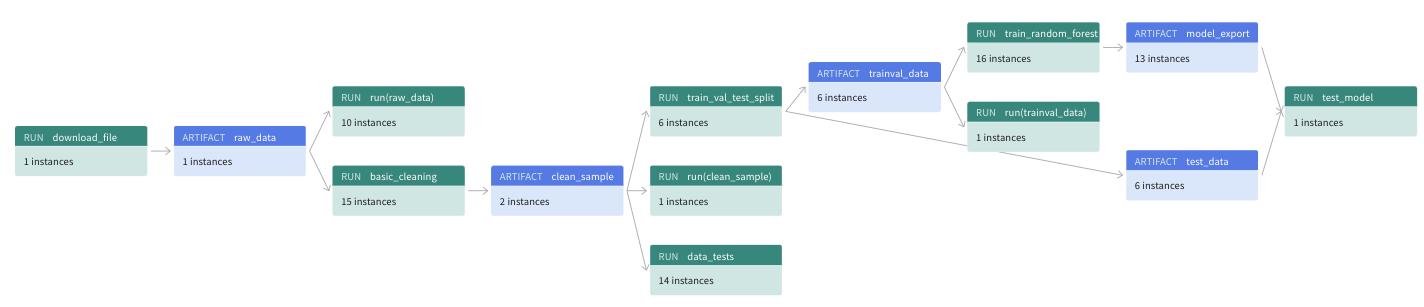 RUN download_file
1 instances
ARTIFACT raw_data
1 instances
RUN run(raw_data)
10 instances
RUN basic_cleaning
15 instances
ARTIFACT clean_sample
2 instances
RUN train_val_test_split
6 instances
RUN run(clean_sample)
1 instances
RUN data_tests
14 instances
ARTIFACT trainval_data
6 instances
RUN train_random_forest
16 instances
RUN run(trainval_data)
1 instances
ARTIFACT model_export
13 instances
ARTIFACT test_data
6 instances
RUN test_model
1 instances